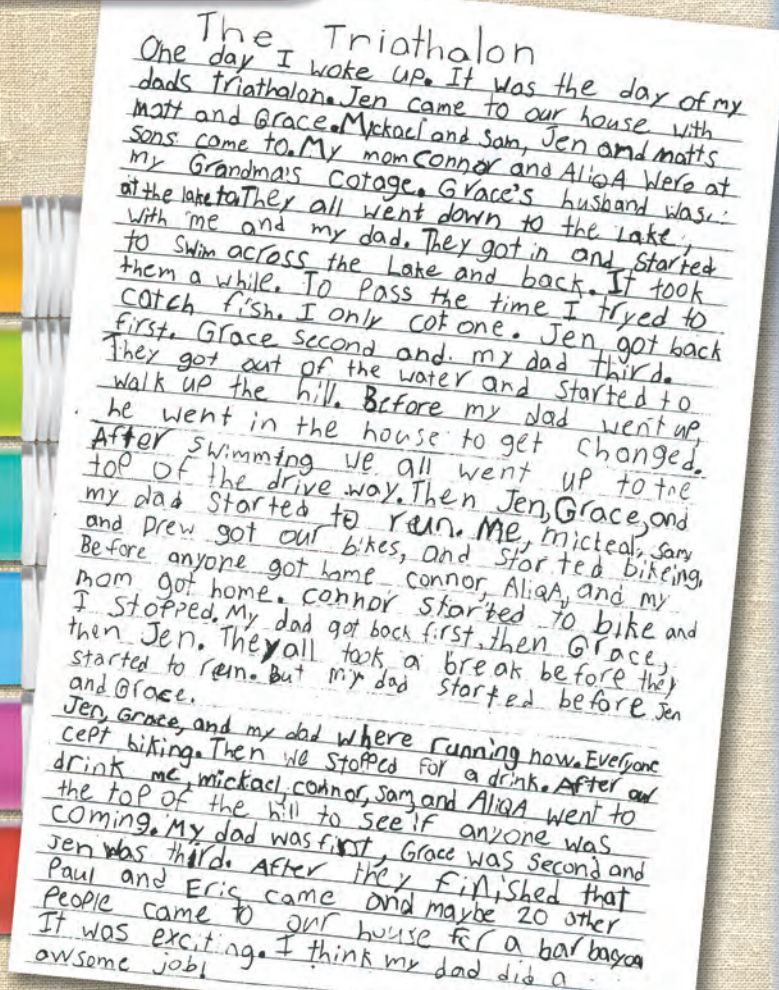 The Triathalon
One day I woke up. It was the day of my
dads triathalon. Jen came to our house with
matt and Grace. Mickael and Sam, Jen and matts
sons come to. My mom Connor and AliQA were at
my Grandma's cotage. Grace's husband was
at the lake to. They all went down to the Lake,
with me and my dad. They got in and started
to swim across the Lake and back. It took
them a while. To Pass the time I tryed to
catch fish. I only cot one. Jen got back
first. Grace second and my dad third.
They got out of the water and started to
walk up the hill. Before my dad went up,
he went in the house to get changed.
After swimming we all went up to the
top of the drive way. Then Jen, Grace, and
my dad started to run. Me, micteal, Sam
and Drew got our bikes, and started bikeing,
Before anyone got home connor, AliQA, and my
mom got home. connor started to bike and
I stopped. My dad got back first, then Grace,
then Jen. They all took a break before they
started to run. But my dad started before Jen
and Grace.
Jen, Grace, and my dad where running now. Everyone
cept biking. Then we stopped for a drink. After our
drink me, mickael, connor, Sam, and AliQA went to
the top of the hill to see if anyone was
coming. My dad was first, Grace was second and
Jen was third. After they finished that
Paul and Eric came and maybe 20 other
People came to our house for a bar
It was exciting. I think my dad did a
awsome job!